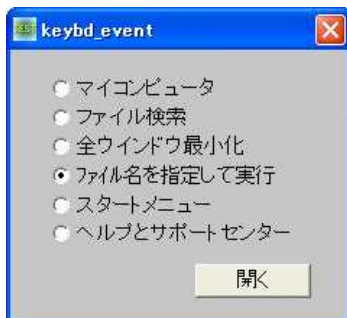 keybd_event
マイコンピュータ
ファイル検索
全ウインドウ最小化
ファイル名を指定して実行
スタートメニュー
ヘルプとサポートセンター
開く